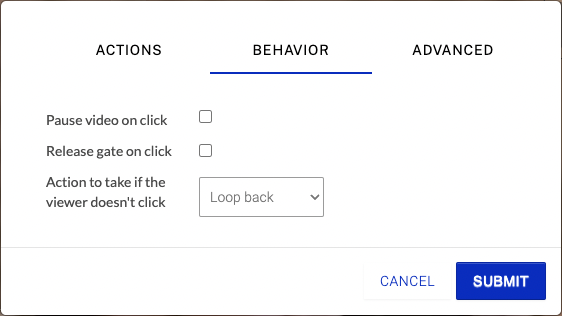 ACTIONS BEHAVIOR ADVANCED
Pause video on click
Release gate on click
Action to take if the
viewer doesn't click
Loop back
CANCEL SUBMIT